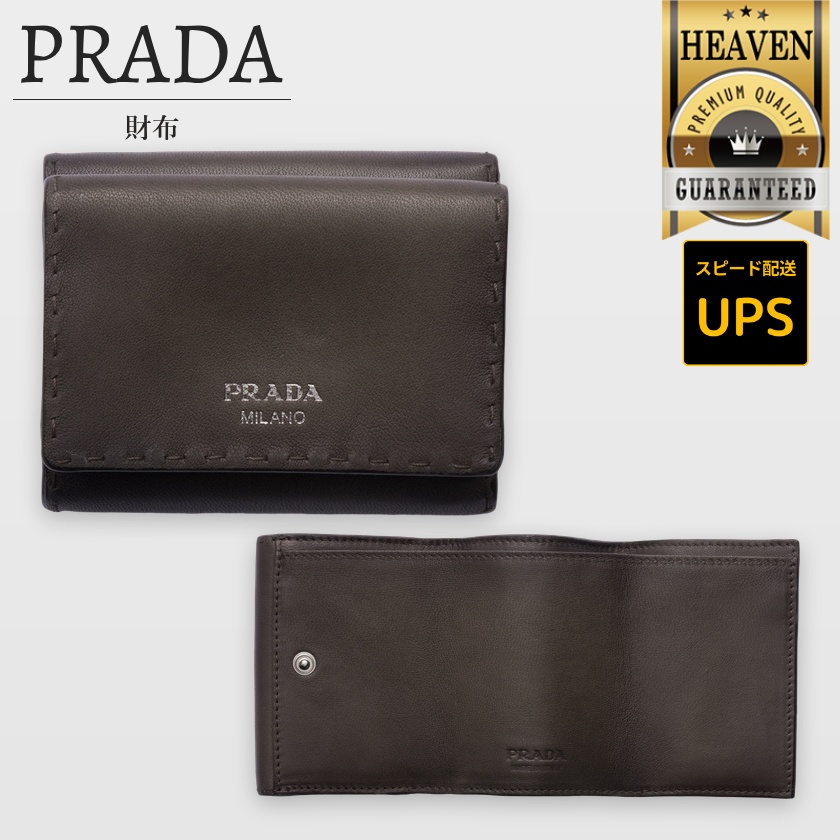 PRADA
財布
HEAVEN
PREMIUM QUALITY
GUARANTEED
スピード配送
UPS
PRADA
MILANO
PRADA